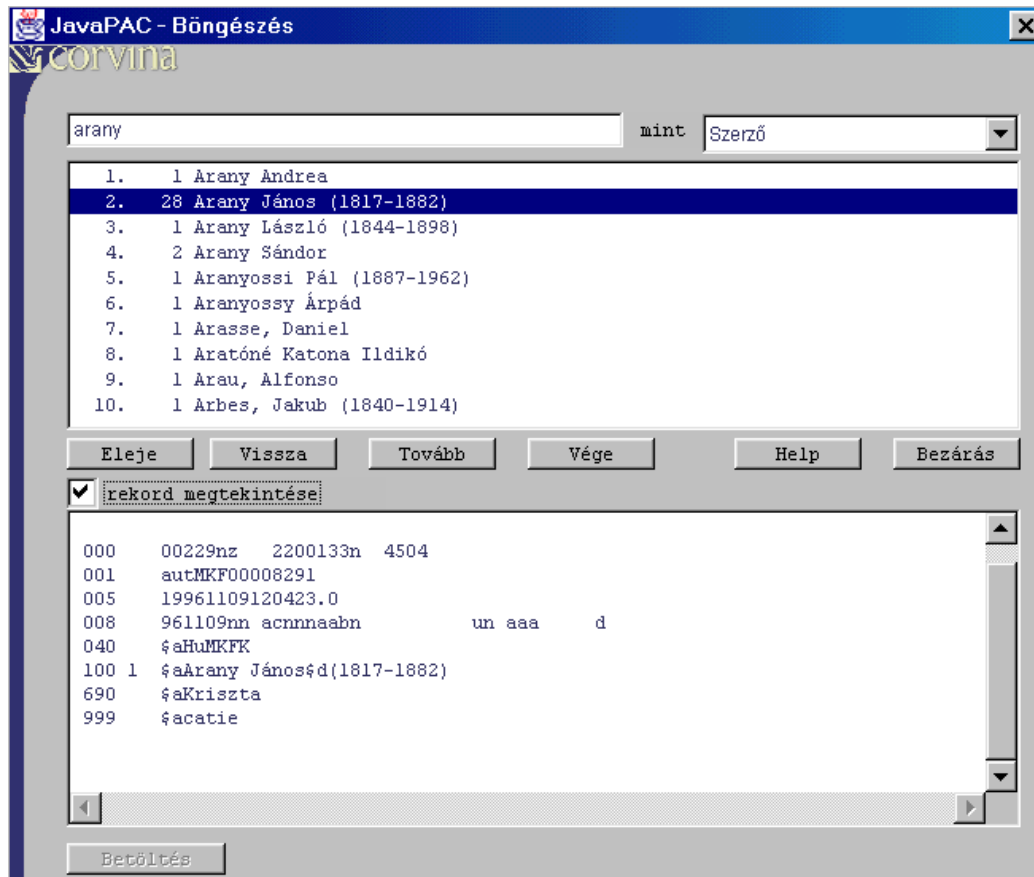 JavaPAC - Böngészés
corvina
arany mint Szerző
1. 1 Arany Andrea
2. 28 Arany János (1817-1882)
3. 1 Arany László (1844-1898)
4. 2 Arany Sándor
5. 1 Aranyossi Pál (1887-1962)
6. 1 Aranyossy Árpád
7. 1 Arasse, Daniel
8. 1 Aratóné Katona Ildikó
9. 1 Arau, Alfonso
10. 1 Arbes, Jakub (1840-1914)
Eleje Vissza Tovább Vége Help Bezárás
rekord megtekintése
000 00229nz 2200133n 4504
001 autMKF00008291
005 19961109120423.0
008 961109nn acnnnaabn un aaa d
040 $aHuMKFK
100 1 $aArany János$d(1817-1882)
690 $aKriszta
999 $acatie
Betöltés